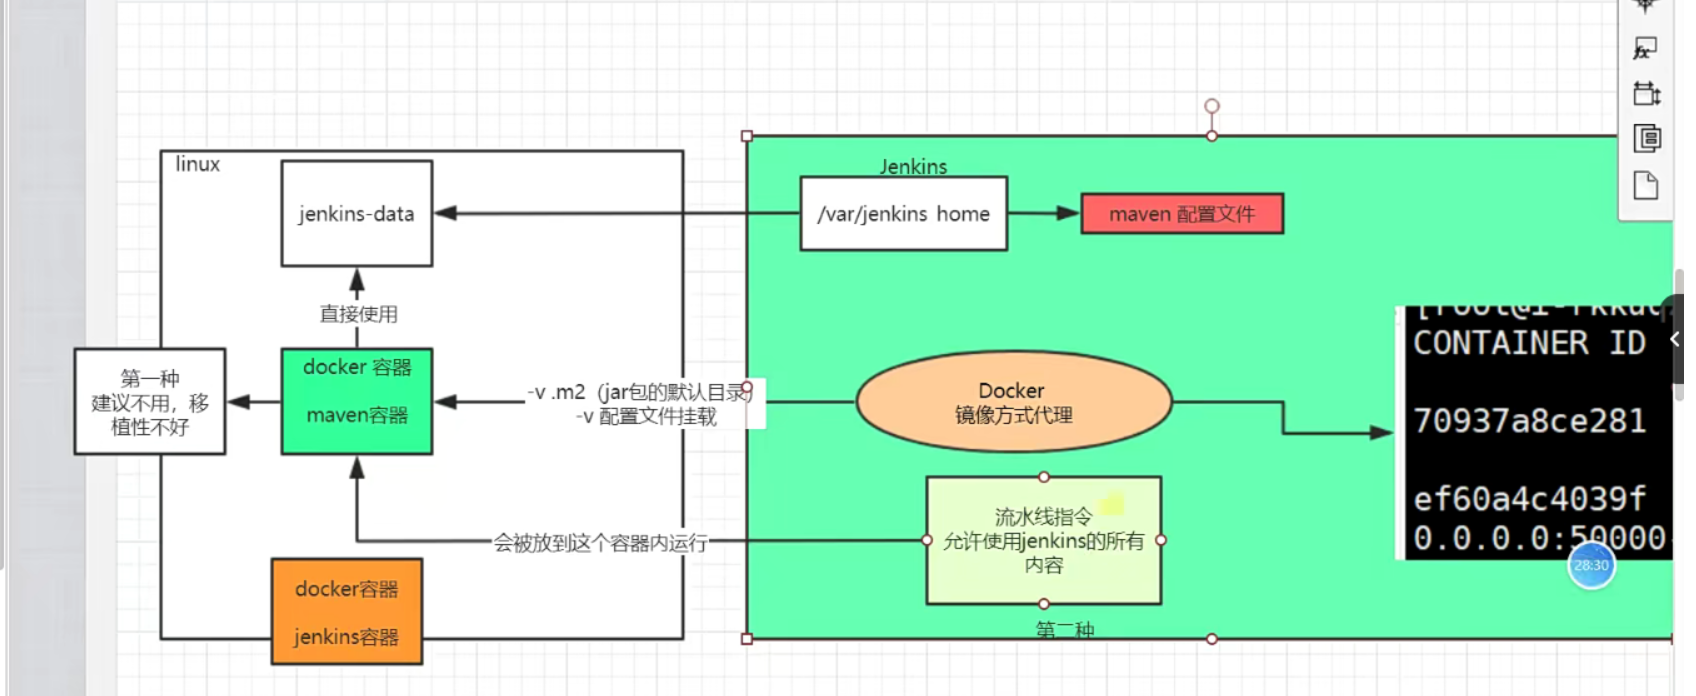 linux
jenkins-data
直接使用
第一种
建议不用，移
植性不好
docker 容器
maven容器
-v .m2（jar包的默认目录）
-v 配置文件挂载
会被放到这个容器内运行
docker容器
jenkins容器
Jenkins
/var/jenkins home
maven 配置文件
Docker
镜像方式代理
流水线指令
允许使用jenkins的所有
内容
第二种
CONTAINER ID
70937a8ce281
ef60a4c4039f
0.0.0.0:50000
28:30
fx